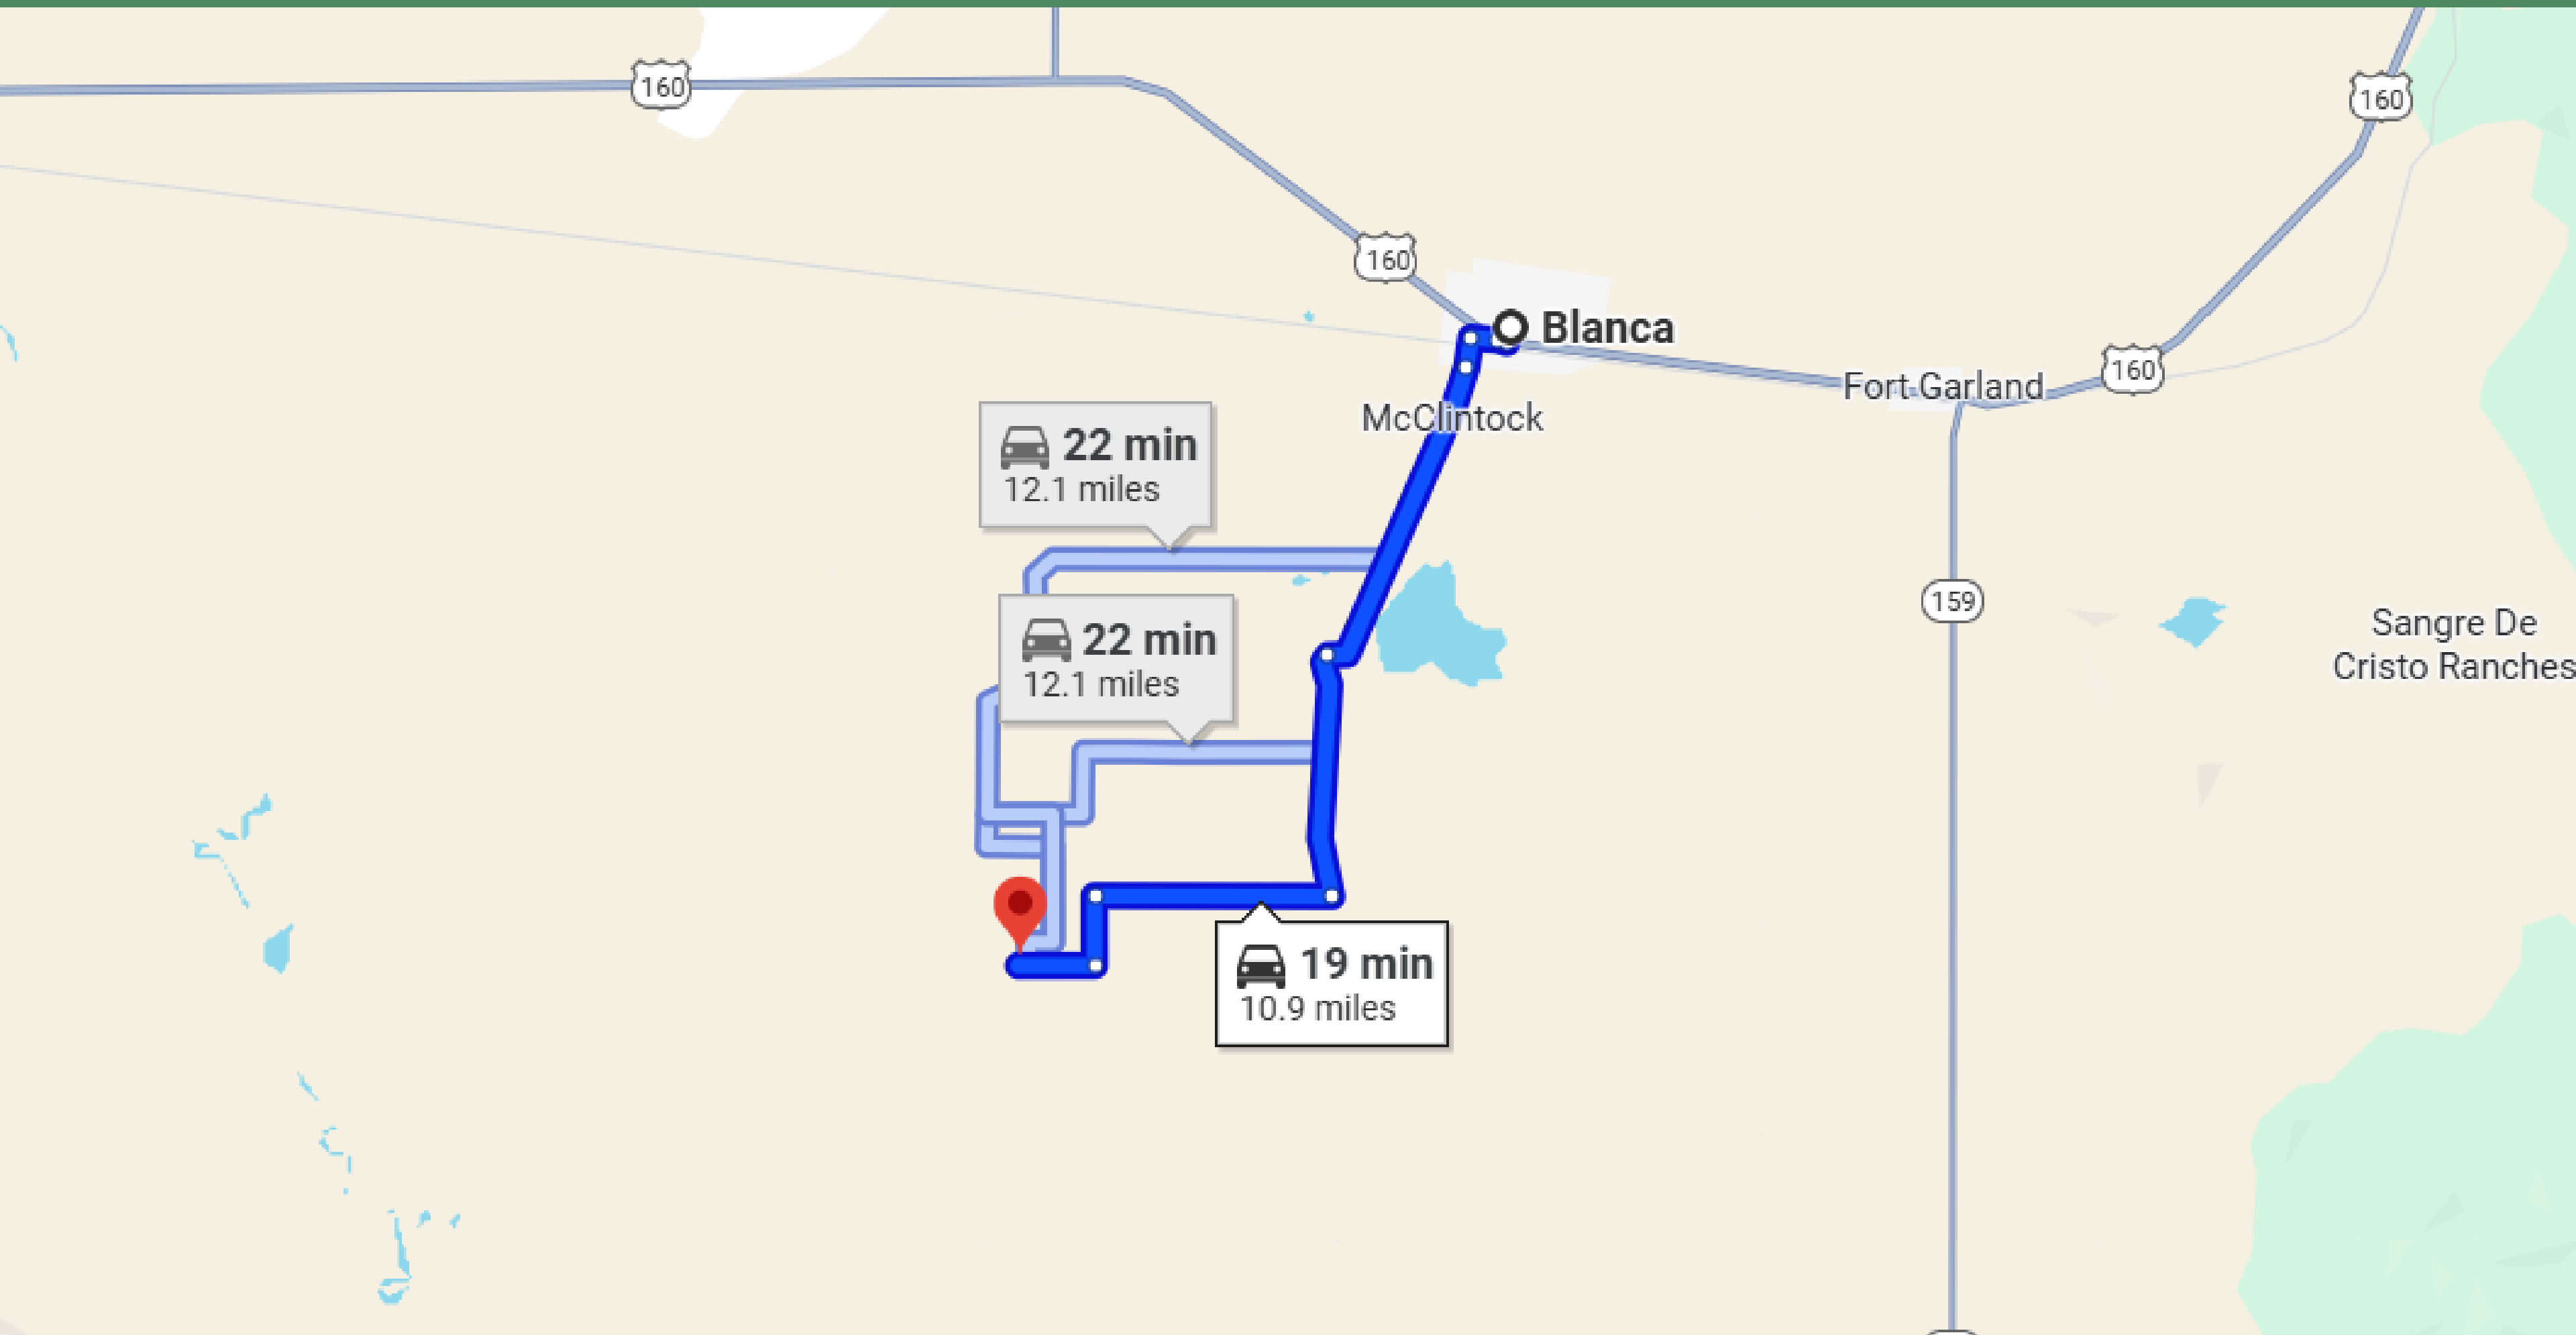 160
160
160
Blanca
160
Fort Garland
McClintock
22 min
12.1 miles
159
22 min
12.1 miles
Sangre De
Cristo Ranches
19 min
10.9 miles